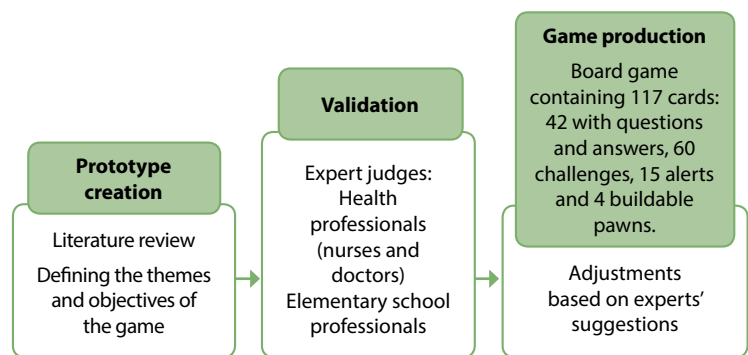 Prototype
creation
Literature review
Defining the themes
and objectives of
the game
Validation
Expert judges:
Health
professionals
(nurses and
doctors)
Elementary school
professionals
Game production
Board game
containing 117 cards:
42 with questions
and answers, 60
challenges, 15 alerts
and 4 buildable
pawns.
Adjustments
based on experts’
suggestions